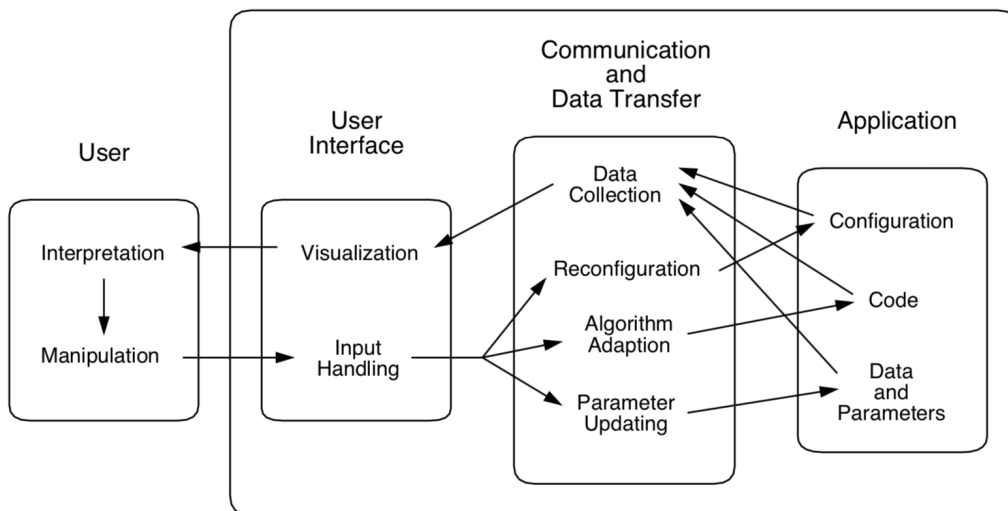 User
Interpretation
Manipulation
User
Interface
Visualization
Input
Handling
Communication
and
Data Transfer
Data
Collection
Reconfiguration
Algorithm
Adaption
Parameter
Updating
Application
Configuration
Code
Data
and
Parameters